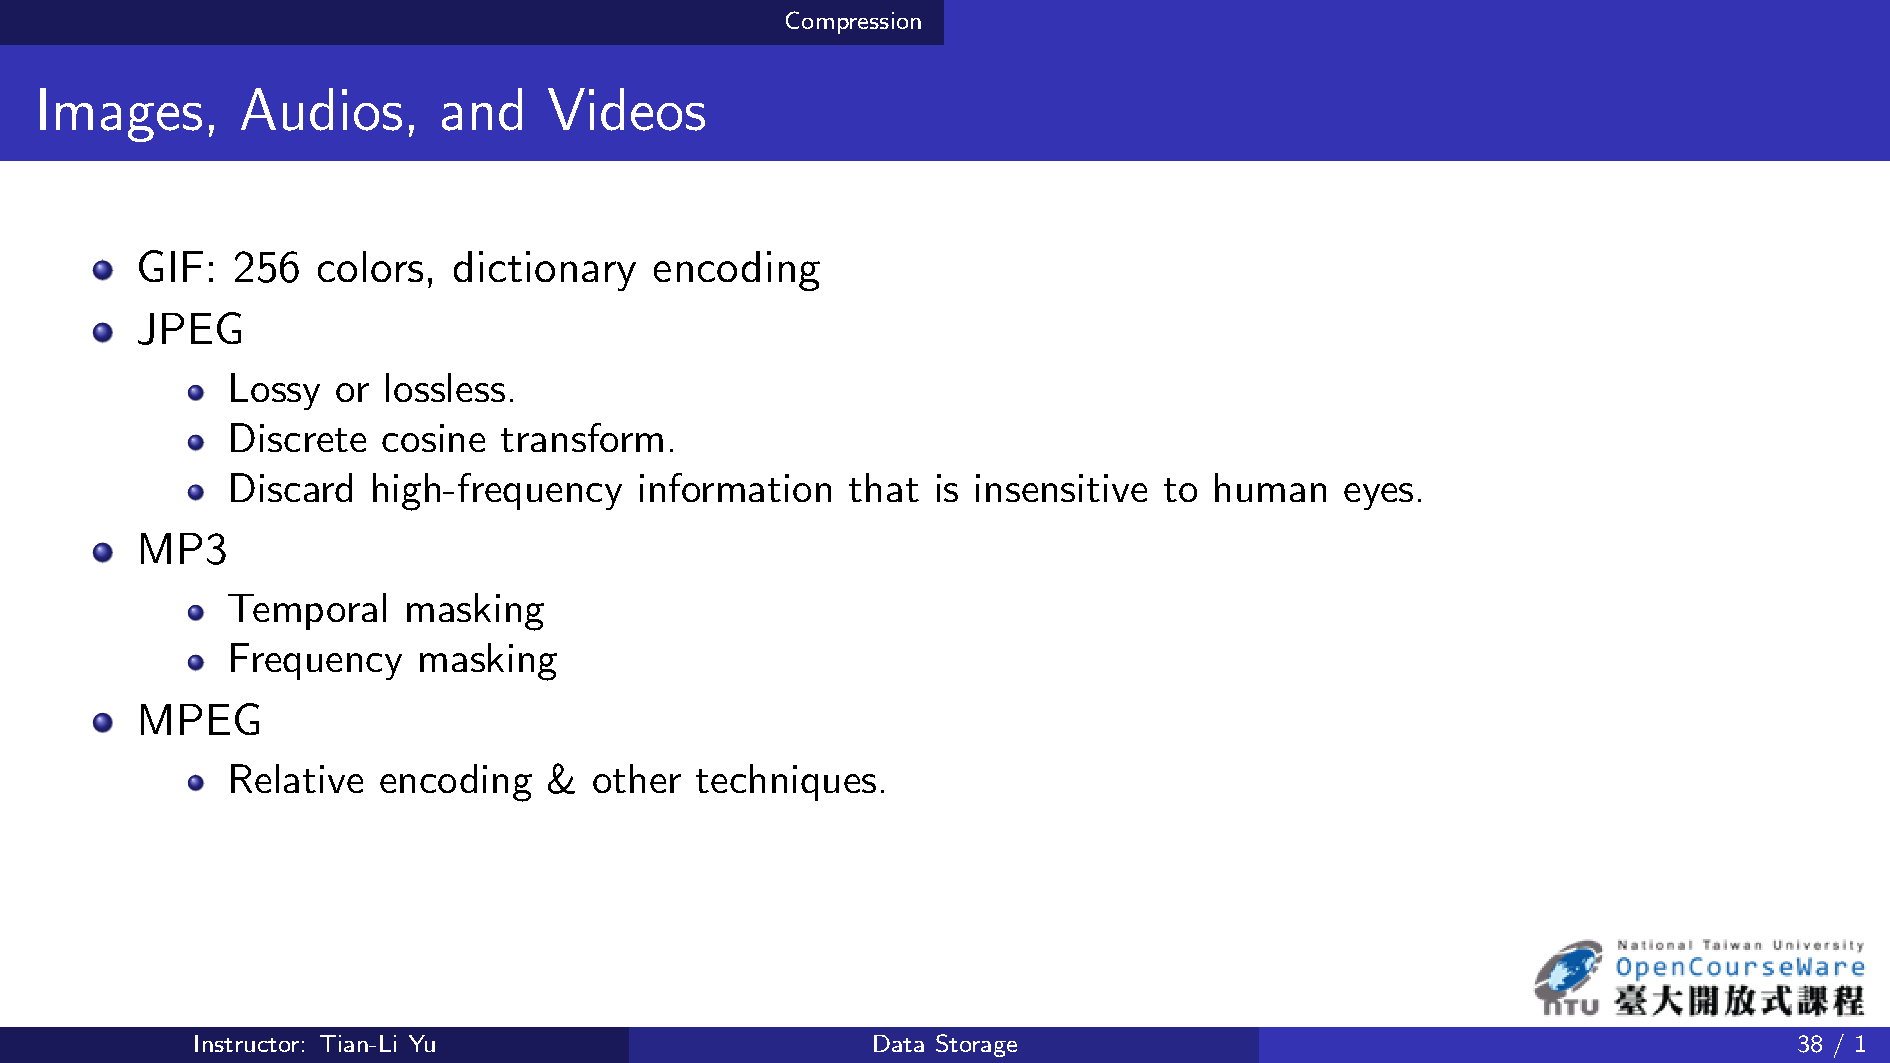 Compression
Images, Audios, and Videos
GIF: 256 colors, dictionary encoding
JPEG
Lossy or lossless.
Discrete cosine transform.
Discard high-frequency information that is insensitive to human eyes.
MP3
Temporal masking
Frequency masking
MPEG
Relative encoding & other techniques.
National Taiwan University
OpenCourseWare
NTU 臺大開放式課程
Instructor: Tian-Li Yu
Data Storage
38 / 1